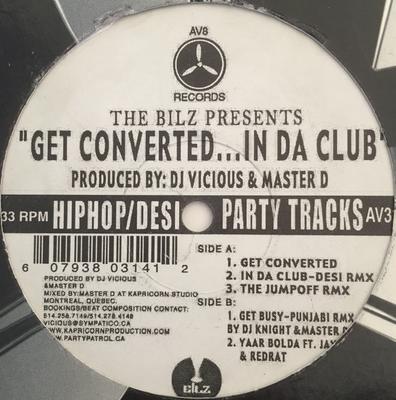 AV8
RECORDS
THE BILZ PRESENTS
"GET CONVERTED...IN DA CLUB"
PRODUCED BY: DJ VICIOUS & MASTER D
33 RPM HIPHOP/DESI PARTY TRACKS AV3
SIDE A:
1. GET CONVERTED
2. IN DA CLUB-DESI RMX
3. THE JUMPOFF RMX
SIDE B:
1. GET BUSY-PUNJABI RMX
BY DJ KNIGHT &MASTER D
2. YAAR BOLDA FT. JAY
& REDRAT
6 07938 03141 2
PRODUCED BY DJ VICIOUS
&MASTER D
MIXED BY:MASTER D AT KAPRICORN STUDIO
MONTREAL, QUEBEC.
BOOKINGS/BEAT COMPOSITION CONTACT:
514.258.7149/514.278.4149
VICIOUS@SYMPATICO.CA
WWW.KAPRICORNPRODUCTION.COM
WWW.PARTYPATROL.CA
BILZ